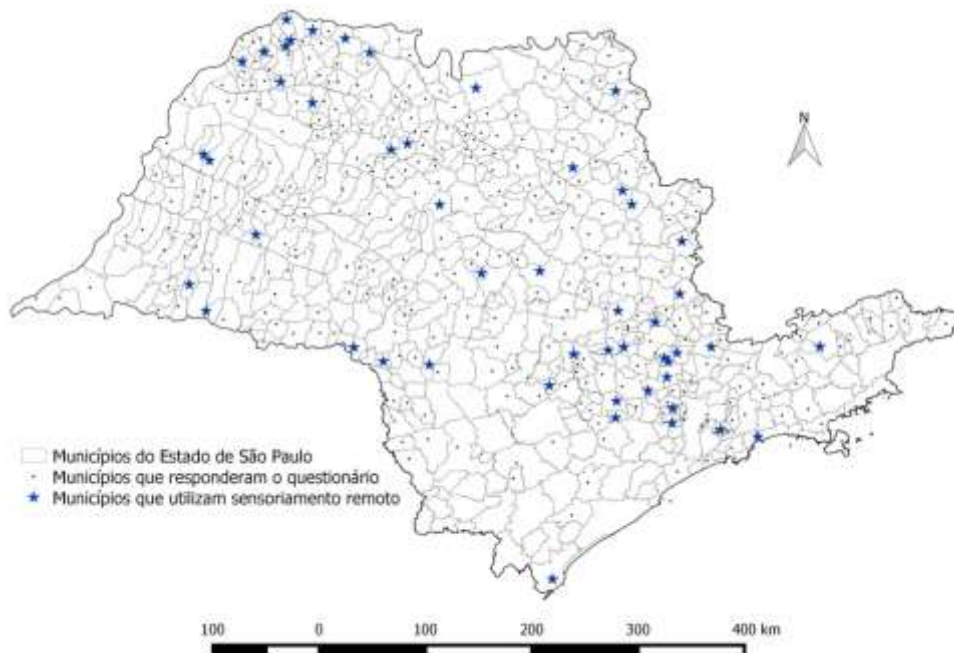 N
Municípios do Estado de São Paulo
Municípios que responderam o questionário
Municípios que utilizam sensoriamento remoto
100 0 100 200 300 400 km